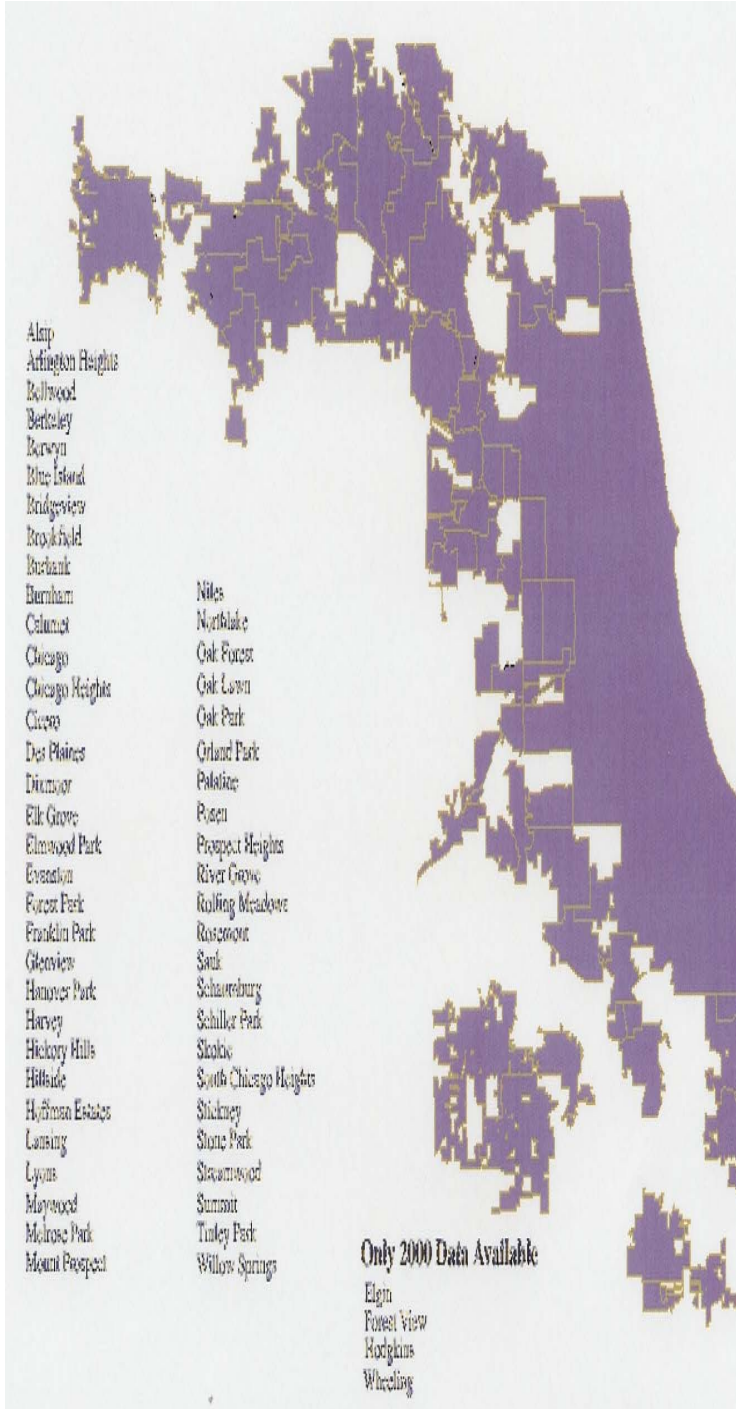 Alsip
Arlington Heights
Bellwood
Berkeley
Berwyn
Blue Island
Bridgeview
Brookfield
Burbank
Burnham
Calumet
Chicago
Chicago Heights
Cicero
Des Plaines
Dixmoor
Elk Grove
Elmwood Park
Evanston
Forest Park
Franklin Park
Glenview
Hanover Park
Harvey
Hickory Hills
Hillside
Hoffman Estates
Lansing
Lyons
Maywood
Melrose Park
Mount Prospect
Niles
Northlake
Oak Forest
Oak Lawn
Oak Park
Orland Park
Palatine
Posen
Prospect Heights
River Grove
Rolling Meadows
Rosemont
Sauk
Schaumburg
Schiller Park
Skokie
South Chicago Heights
Stickney
Stone Park
Streamwood
Summit
Tinley Park
Willow Springs
Only 2000 Data Available
Elgin
Forest View
Hodgkins
Wheeling